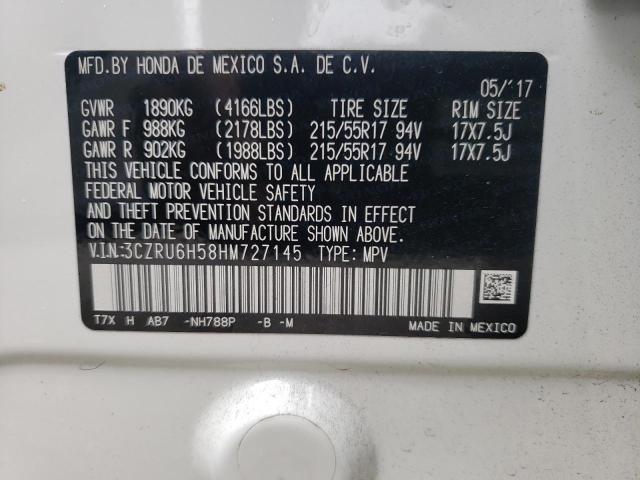 MFD.BY HONDA DE MEXICO S.A. DE C.V.
05/'17
GVWR 1890KG (4166LBS) TIRE SIZE RIM SIZE
GAWR F 988KG (2178LBS) 215/55R17 94V 17X7.5J
GAWR R 902KG (1988LBS) 215/55R17 94V 17X7.5J
THIS VEHICLE CONFORMS TO ALL APPLICABLE
FEDERAL MOTOR VEHICLE SAFETY
AND THEFT PREVENTION STANDARDS IN EFFECT
ON THE DATE OF MANUFACTURE SHOWN ABOVE.
V.I.N.:3CZRU6H58HM727145 TYPE: MPV
T7X H AB7 -NH788P -B -M MADE IN MEXICO